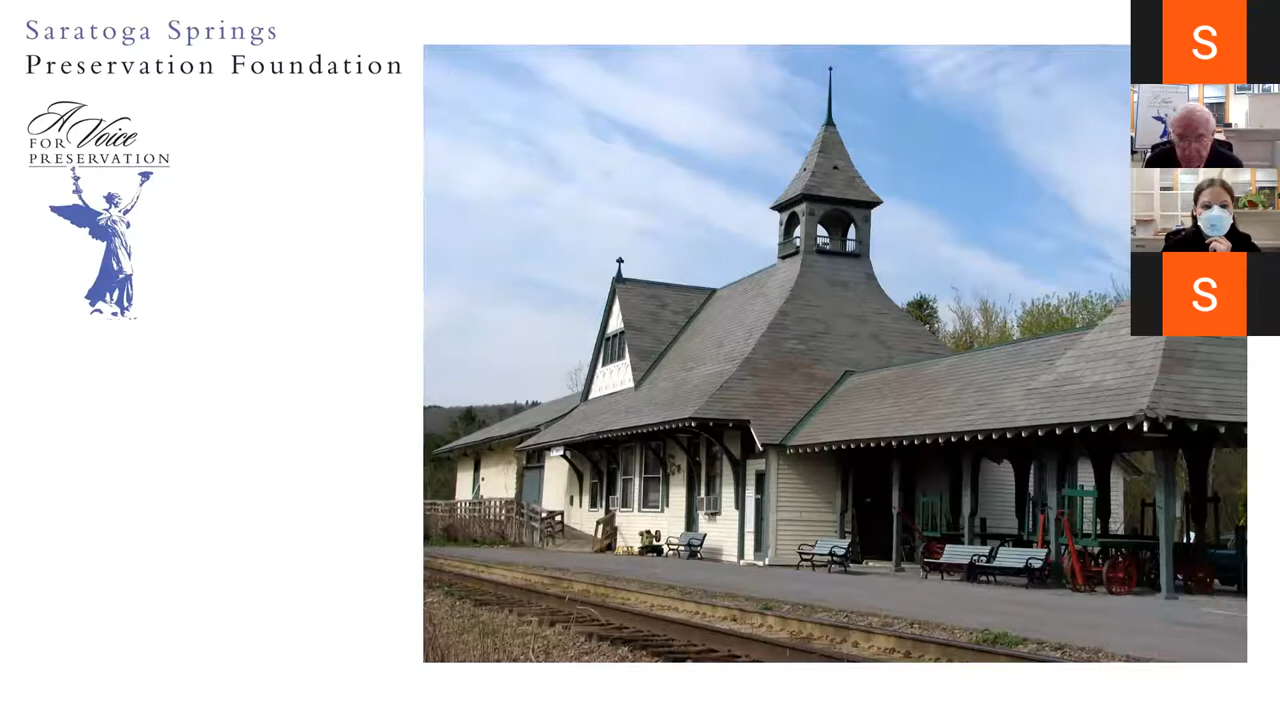 Saratoga Springs
Preservation Foundation
A Voice
FOR
PRESERVATION
S
S